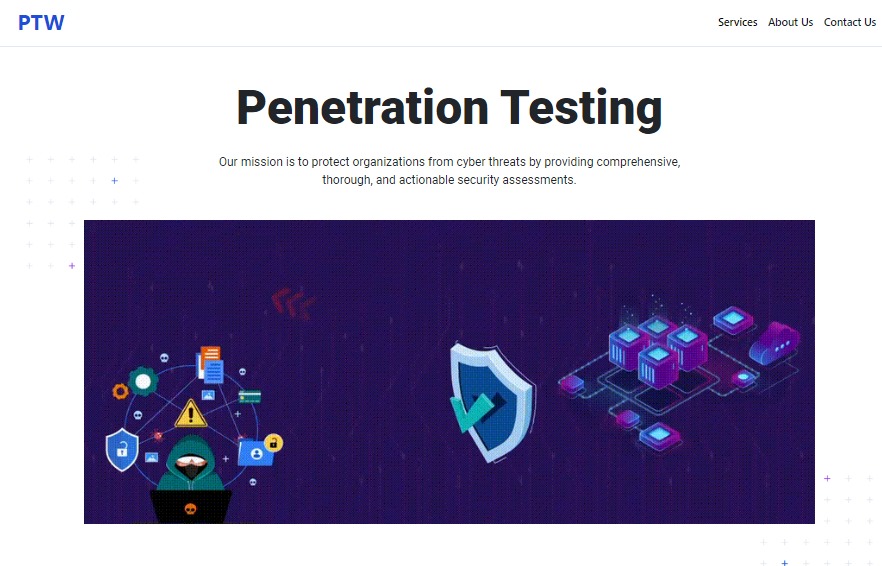 PTW
Services About Us Contact Us
Penetration Testing
Our mission is to protect organizations from cyber threats by providing comprehensive,
thorough, and actionable security assessments.